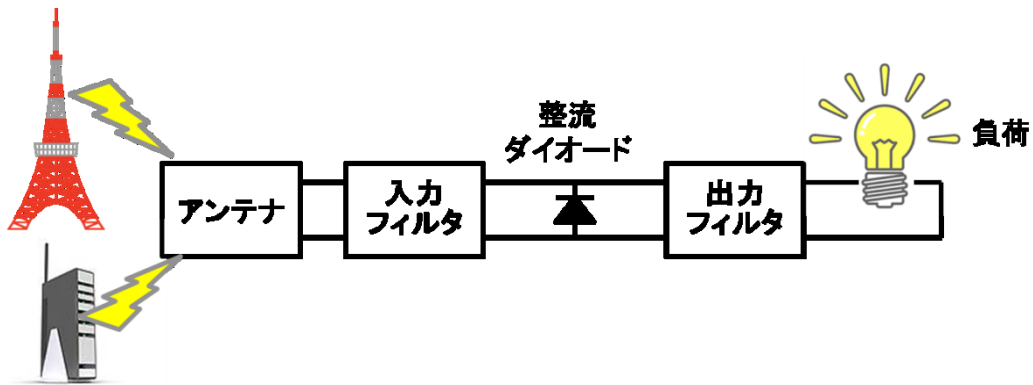 整流
ダイオード
負荷
アンテナ
入力
フィルタ
出力
フィルタ